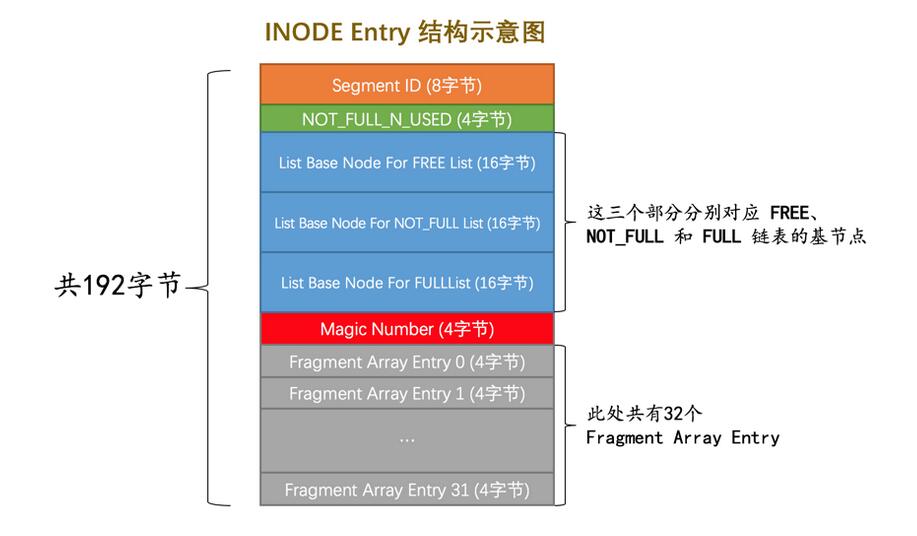 INODE Entry 结构示意图
Segment ID (8字节)
NOT_FULL_N_USED (4字节)
List Base Node For FREE List (16字节)
List Base Node For NOT_FULL List (16字节)
List Base Node For FULLList (16字节)
这三个部分分别对应 FREE、
NOT_FULL 和 FULL 链表的基节点
共192字节
Magic Number (4字节)
Fragment Array Entry 0 (4字节)
Fragment Array Entry 1 (4字节)
...
Fragment Array Entry 31 (4字节)
此处共有32个
Fragment Array Entry